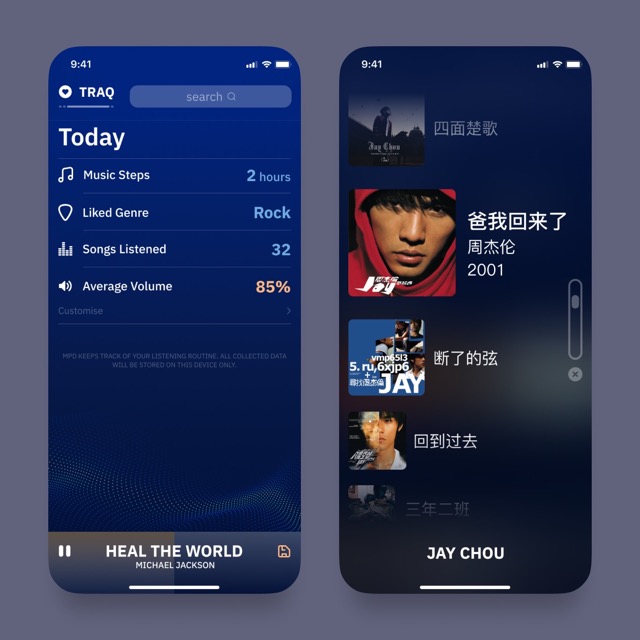 9:41
TRAQ
search
Today
Music Steps
2 hours
Liked Genre
Rock
Songs Listened
32
Average Volume
85%
Customise
MPD KEEPS TRACK OF YOUR LISTENING ROUTINE. ALL COLLECTED DATA
WILL BE STORED ON THIS DEVICE ONLY.
HEAL THE WORLD
MICHAEL JACKSON
9:41
Jay Chou
四面楚歌
爸我回来了
周杰伦
2001
Jay
断了的弦
vmp65l3
5. ru,6xjp6
JAY
回到过去
三年二班
JAY CHOU